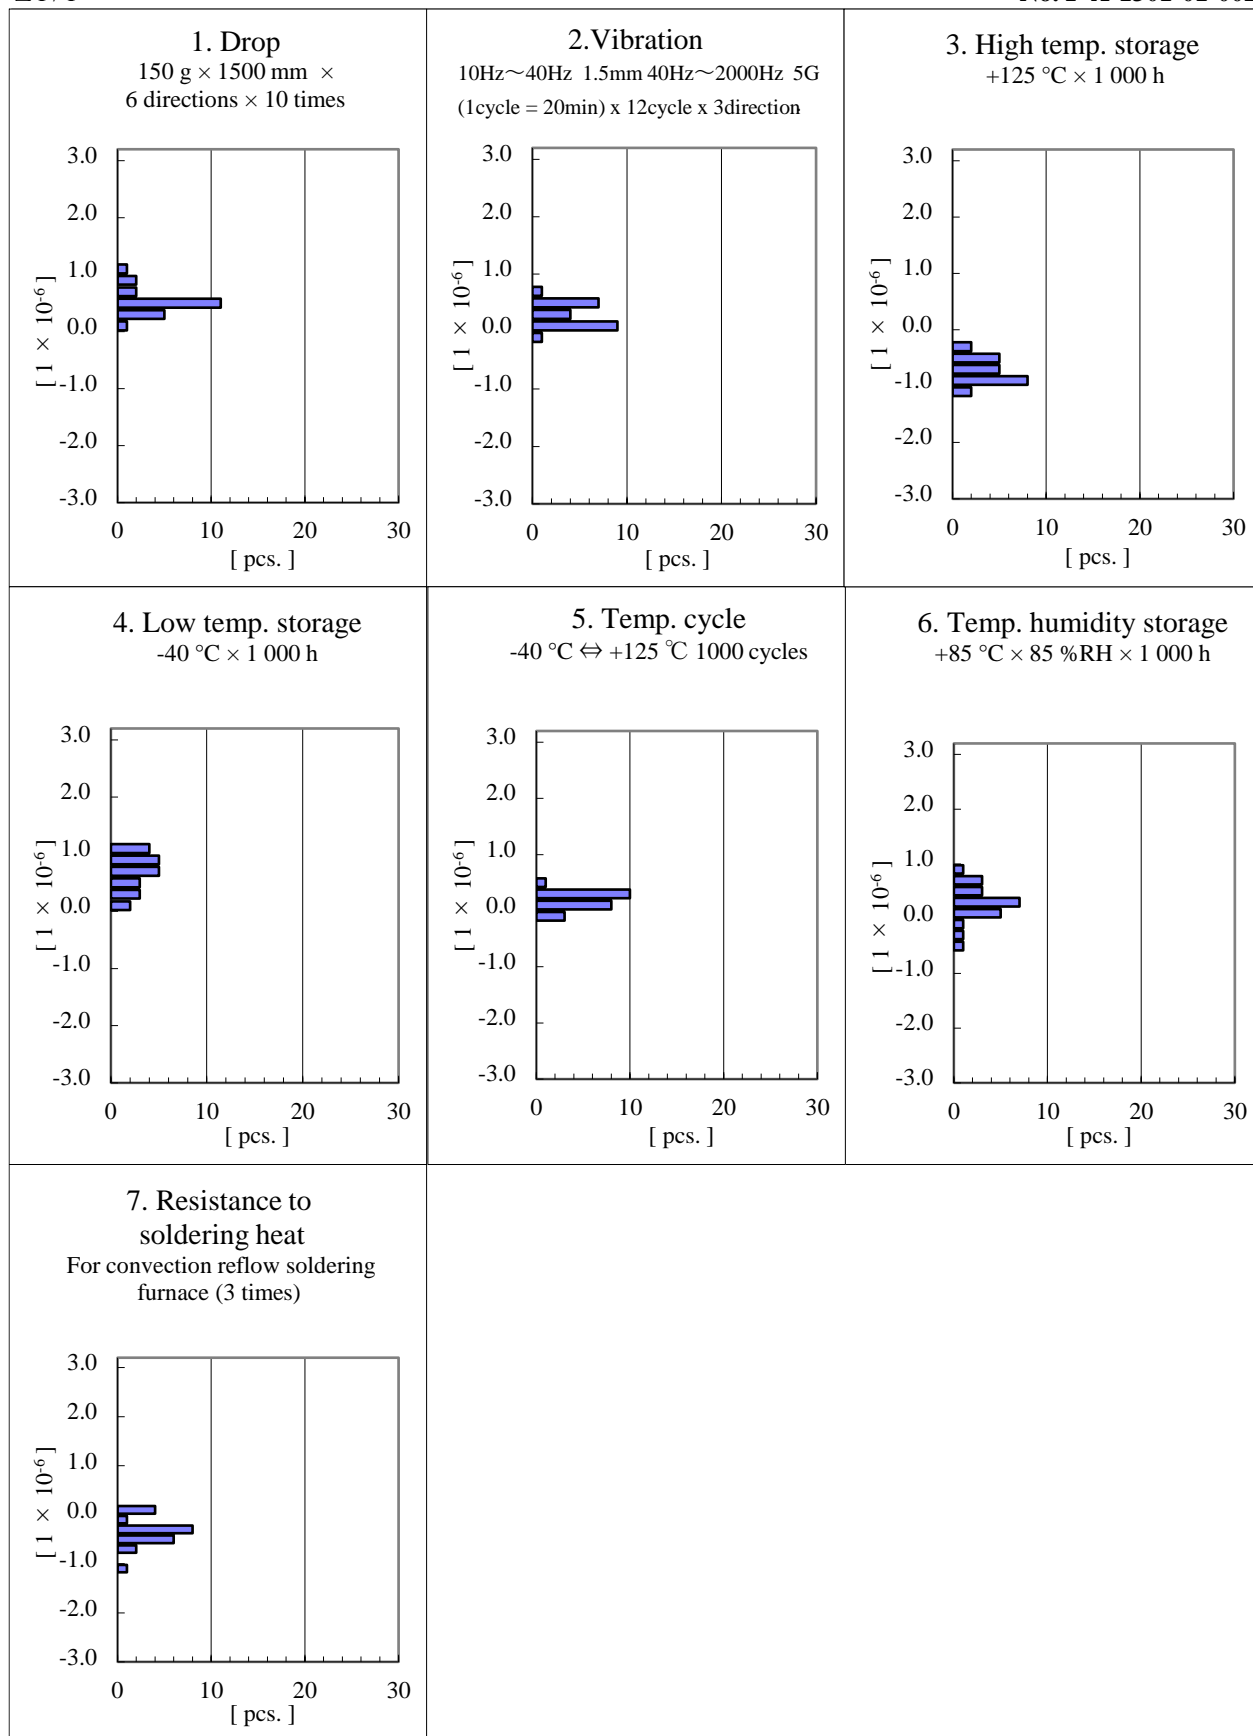 1. Drop
150 g × 1500 mm ×
6 directions × 10 times
3.0
2.0
1.0
0.0
-1.0
-2.0
-3.0
[ 1 × 10-6 ]
0 10 20 30
[ pcs. ]
2.Vibration
10Hz～40Hz 1.5mm 40Hz～2000Hz 5G
(1cycle = 20min) x 12cycle x 3direction
3.0
2.0
1.0
0.0
-1.0
-2.0
-3.0
[ 1 × 10-6 ]
0 10 20 30
[ pcs. ]
3. High temp. storage
+125 °C × 1 000 h
3.0
2.0
1.0
0.0
-1.0
-2.0
-3.0
[ 1 × 10-6 ]
0 10 20 30
[ pcs. ]
4. Low temp. storage
-40 °C × 1 000 h
3.0
2.0
1.0
0.0
-1.0
-2.0
-3.0
[ 1 × 10-6 ]
0 10 20 30
[ pcs. ]
5. Temp. cycle
-40 °C ⇔ +125 ℃ 1000 cycles
3.0
2.0
1.0
0.0
-1.0
-2.0
-3.0
[ 1 × 10-6 ]
0 10 20 30
[ pcs. ]
6. Temp. humidity storage
+85 °C × 85 %RH × 1 000 h
3.0
2.0
1.0
0.0
-1.0
-2.0
-3.0
[ 1 × 10-6 ]
0 10 20 30
[ pcs. ]
7. Resistance to
soldering heat
For convection reflow soldering
furnace (3 times)
3.0
2.0
1.0
0.0
-1.0
-2.0
-3.0
[ 1 × 10-6 ]
0 10 20 30
[ pcs. ]